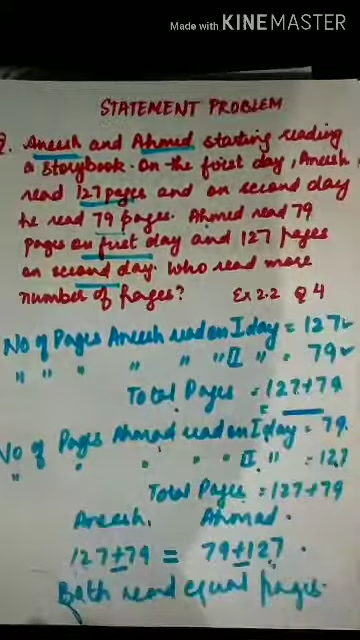 Made with KINEMASTER
STATEMENT PROBLEM
Q. Aneesh and Ahmed starting reading
a Storybook. On the first day, Aneesh
read 127 pages and on second day
he read 79 pages. Ahmed read 79
pages on first day and 127 pages
on second day. Who read more
number of pages? Ex 2.2 Q 4
No of Pages Aneesh read on I day = 127
" " " " " II " = 79
Total Pages = 127+79
No of Pages Ahmad read on I day = 79
" " " " II " = 127
Total Pages = 127+79
Aneesh. Ahmad.
127+79 = 79+127.
Both read equal pages.